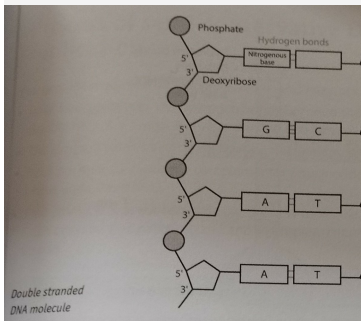 Phosphate
Hydrogen bonds
5'
Nitrogenous
base
3'
Deoxyribose
5'
G C
3'
5'
A T
3'
5'
A T
3'
Double stranded
DNA molecule